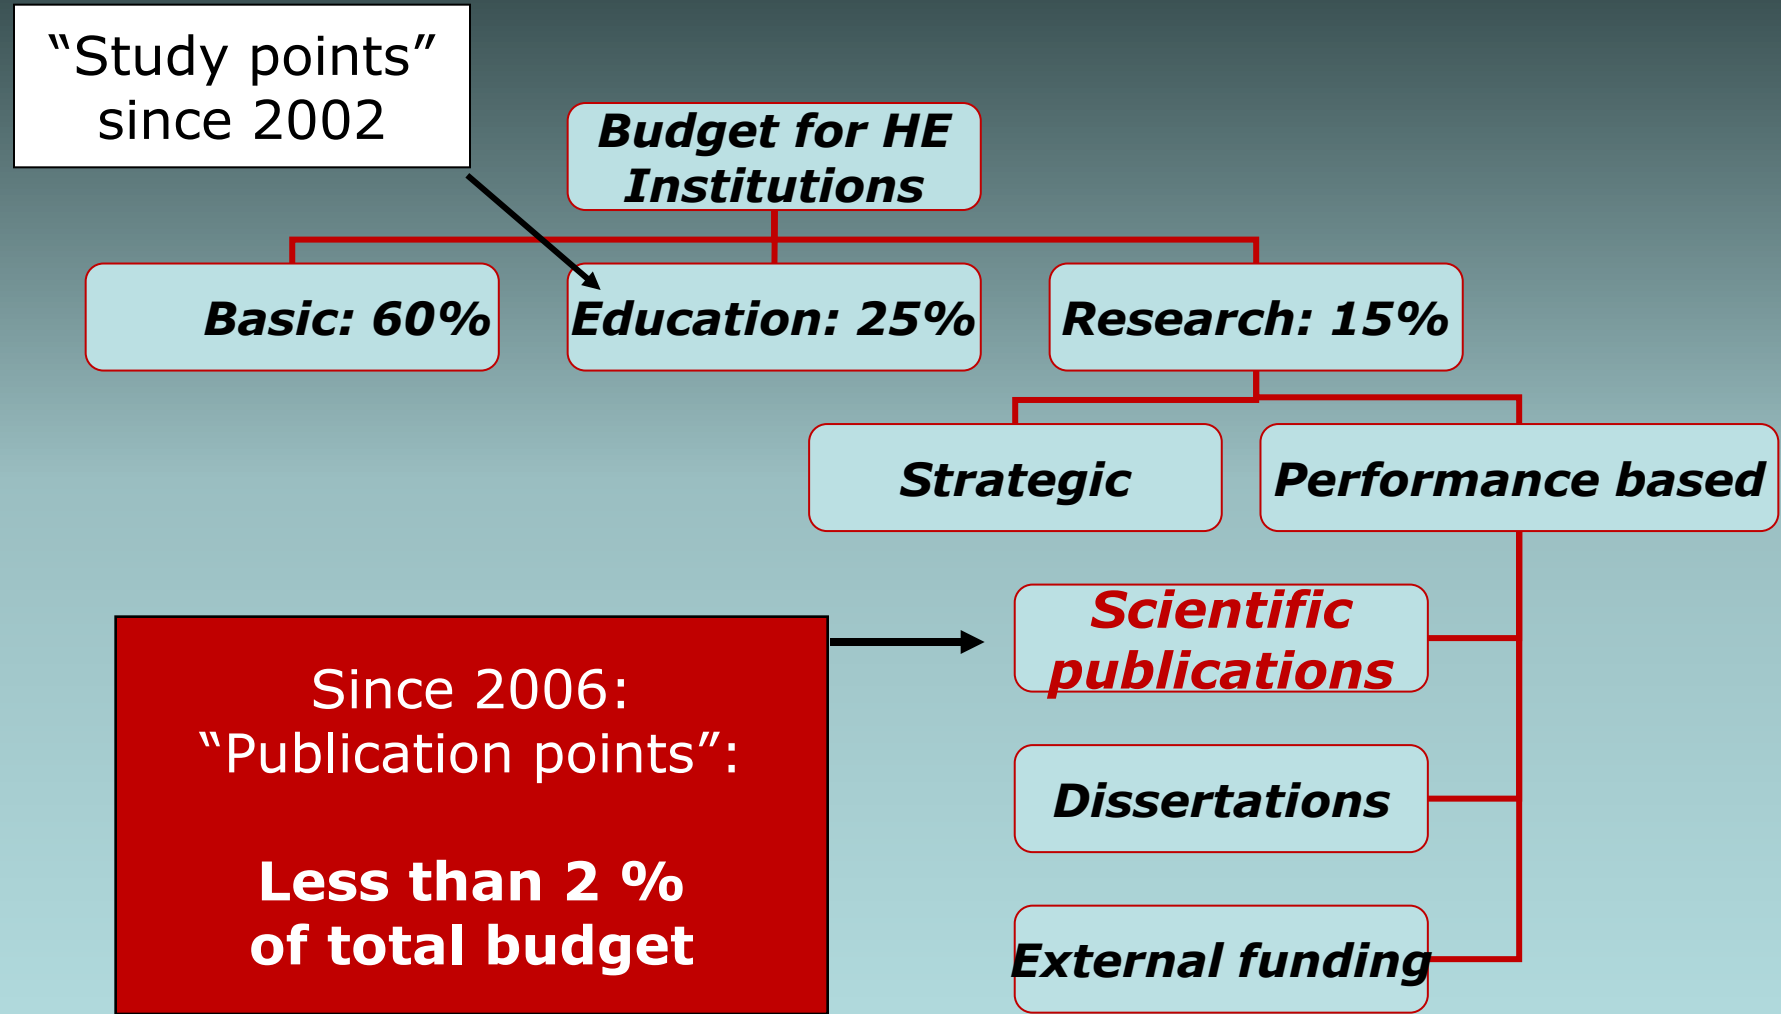 “Study points”
since 2002
Budget for HE
Institutions
Basic: 60%
Education: 25%
Research: 15%
Strategic
Performance based
Scientific
publications
Since 2006:
“Publication points”:
Less than 2 %
of total budget
Dissertations
External funding